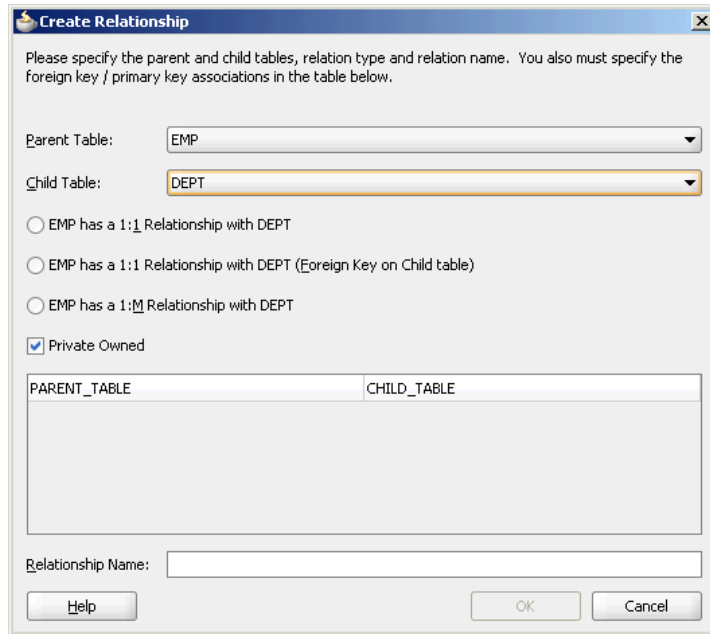 Create Relationship
Please specify the parent and child tables, relation type and relation name. You also must specify the
foreign key / primary key associations in the table below.
Parent Table: EMP
Child Table: DEPT
EMP has a 1:1 Relationship with DEPT
EMP has a 1:1 Relationship with DEPT (Foreign Key on Child table)
EMP has a 1:M Relationship with DEPT
Private Owned
PARENT_TABLE CHILD_TABLE
Relationship Name:
Help OK Cancel